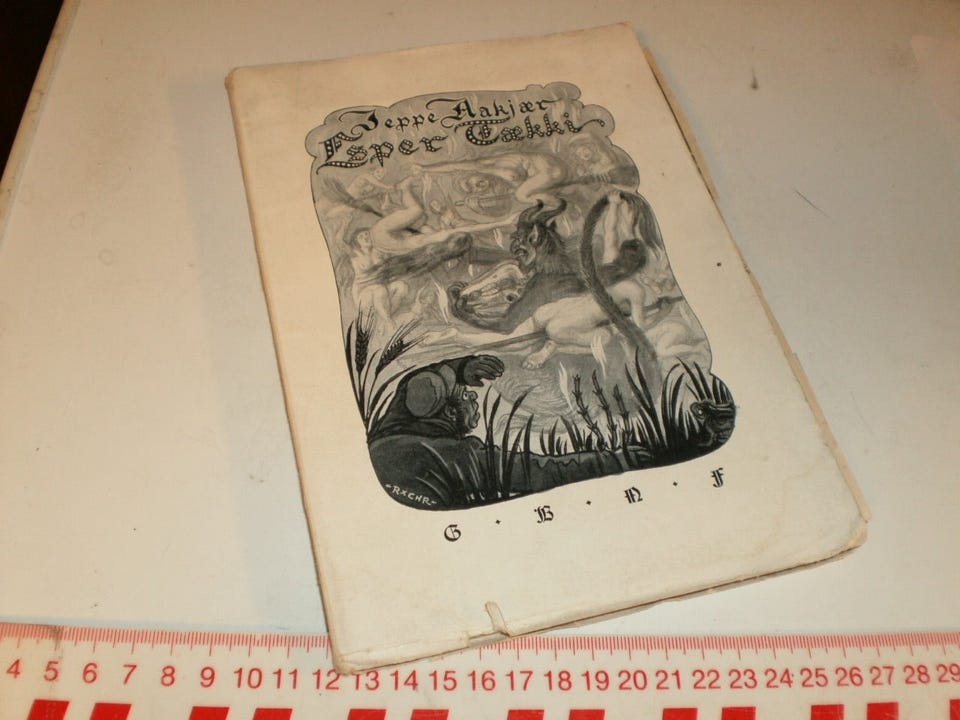 Jeppe Aakjær
Esper Tækki
-RXCHR-
G · B · N · F
4 5 6 7 8 9 10 11 12 13 14 15 16 17 18 19 20 21 22 23 24 25 26 27 28 29